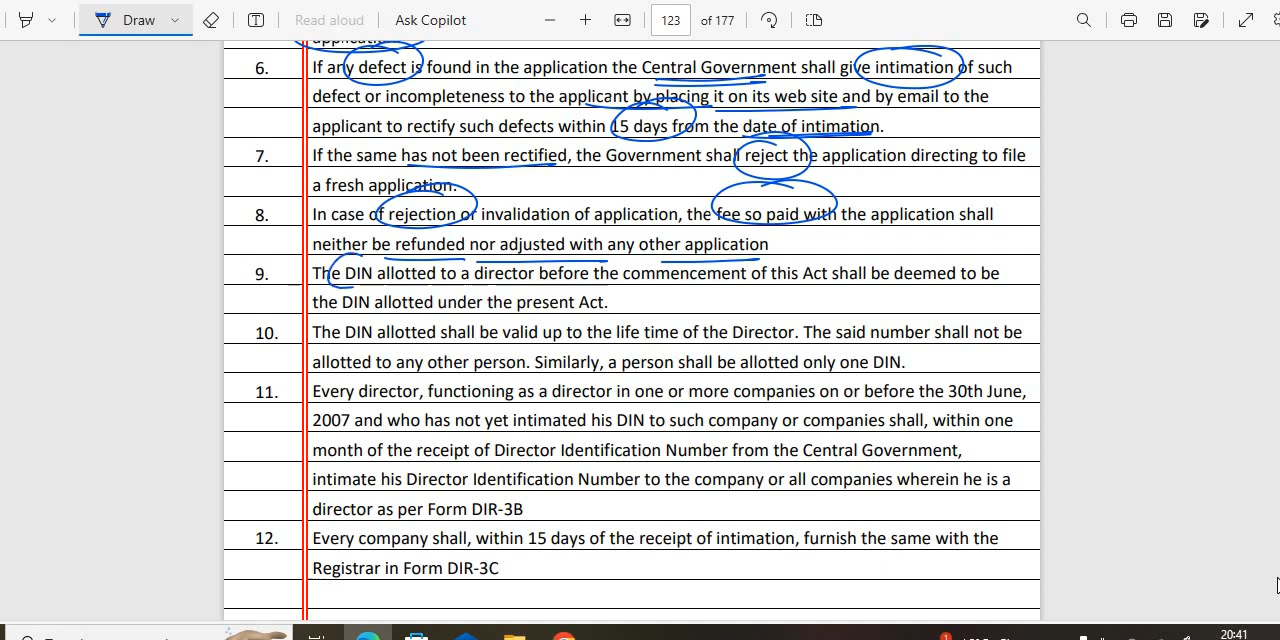 Draw
Read aloud
Ask Copilot
123
of 177
application
6. If any defect is found in the application the Central Government shall give intimation of such
defect or incompleteness to the applicant by placing it on its web site and by email to the
applicant to rectify such defects within 15 days from the date of intimation.
7. If the same has not been rectified, the Government shall reject the application directing to file
a fresh application.
8. In case of rejection or invalidation of application, the fee so paid with the application shall
neither be refunded nor adjusted with any other application
9. The DIN allotted to a director before the commencement of this Act shall be deemed to be
the DIN allotted under the present Act.
10. The DIN allotted shall be valid up to the life time of the Director. The said number shall not be
allotted to any other person. Similarly, a person shall be allotted only one DIN.
11. Every director, functioning as a director in one or more companies on or before the 30th June,
2007 and who has not yet intimated his DIN to such company or companies shall, within one
month of the receipt of Director Identification Number from the Central Government,
intimate his Director Identification Number to the company or all companies wherein he is a
director as per Form DIR-3B
12. Every company shall, within 15 days of the receipt of intimation, furnish the same with the
Registrar in Form DIR-3C
1
20:41